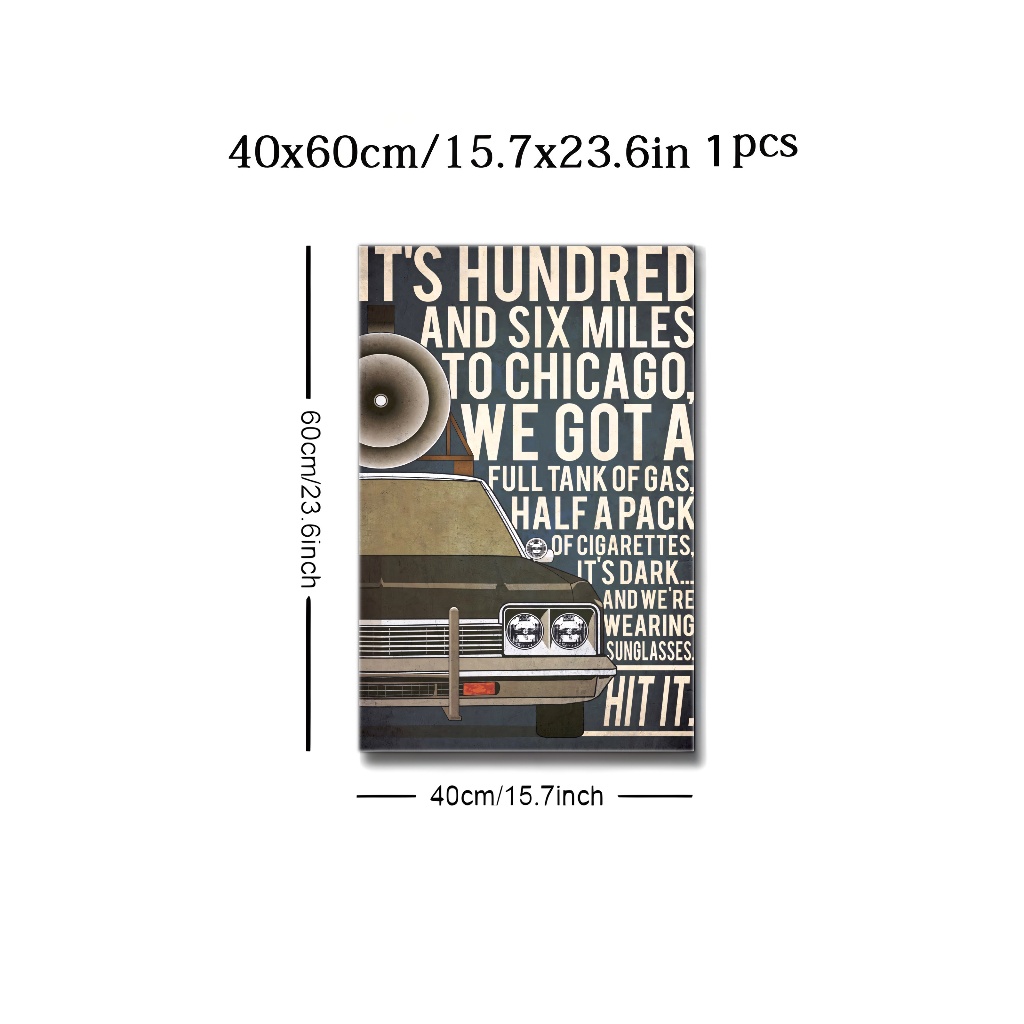 40x60cm/15.7x23.6in 1pcs
IT'S HUNDRED
AND SIX MILES
TO CHICAGO,
WE GOT A
FULL TANK OF GAS,
HALF A PACK
OF CIGARETTES,
IT'S DARK...
AND WE'RE
WEARING
SUNGLASSES.
HIT IT.
60cm/23.6inch
40cm/15.7inch